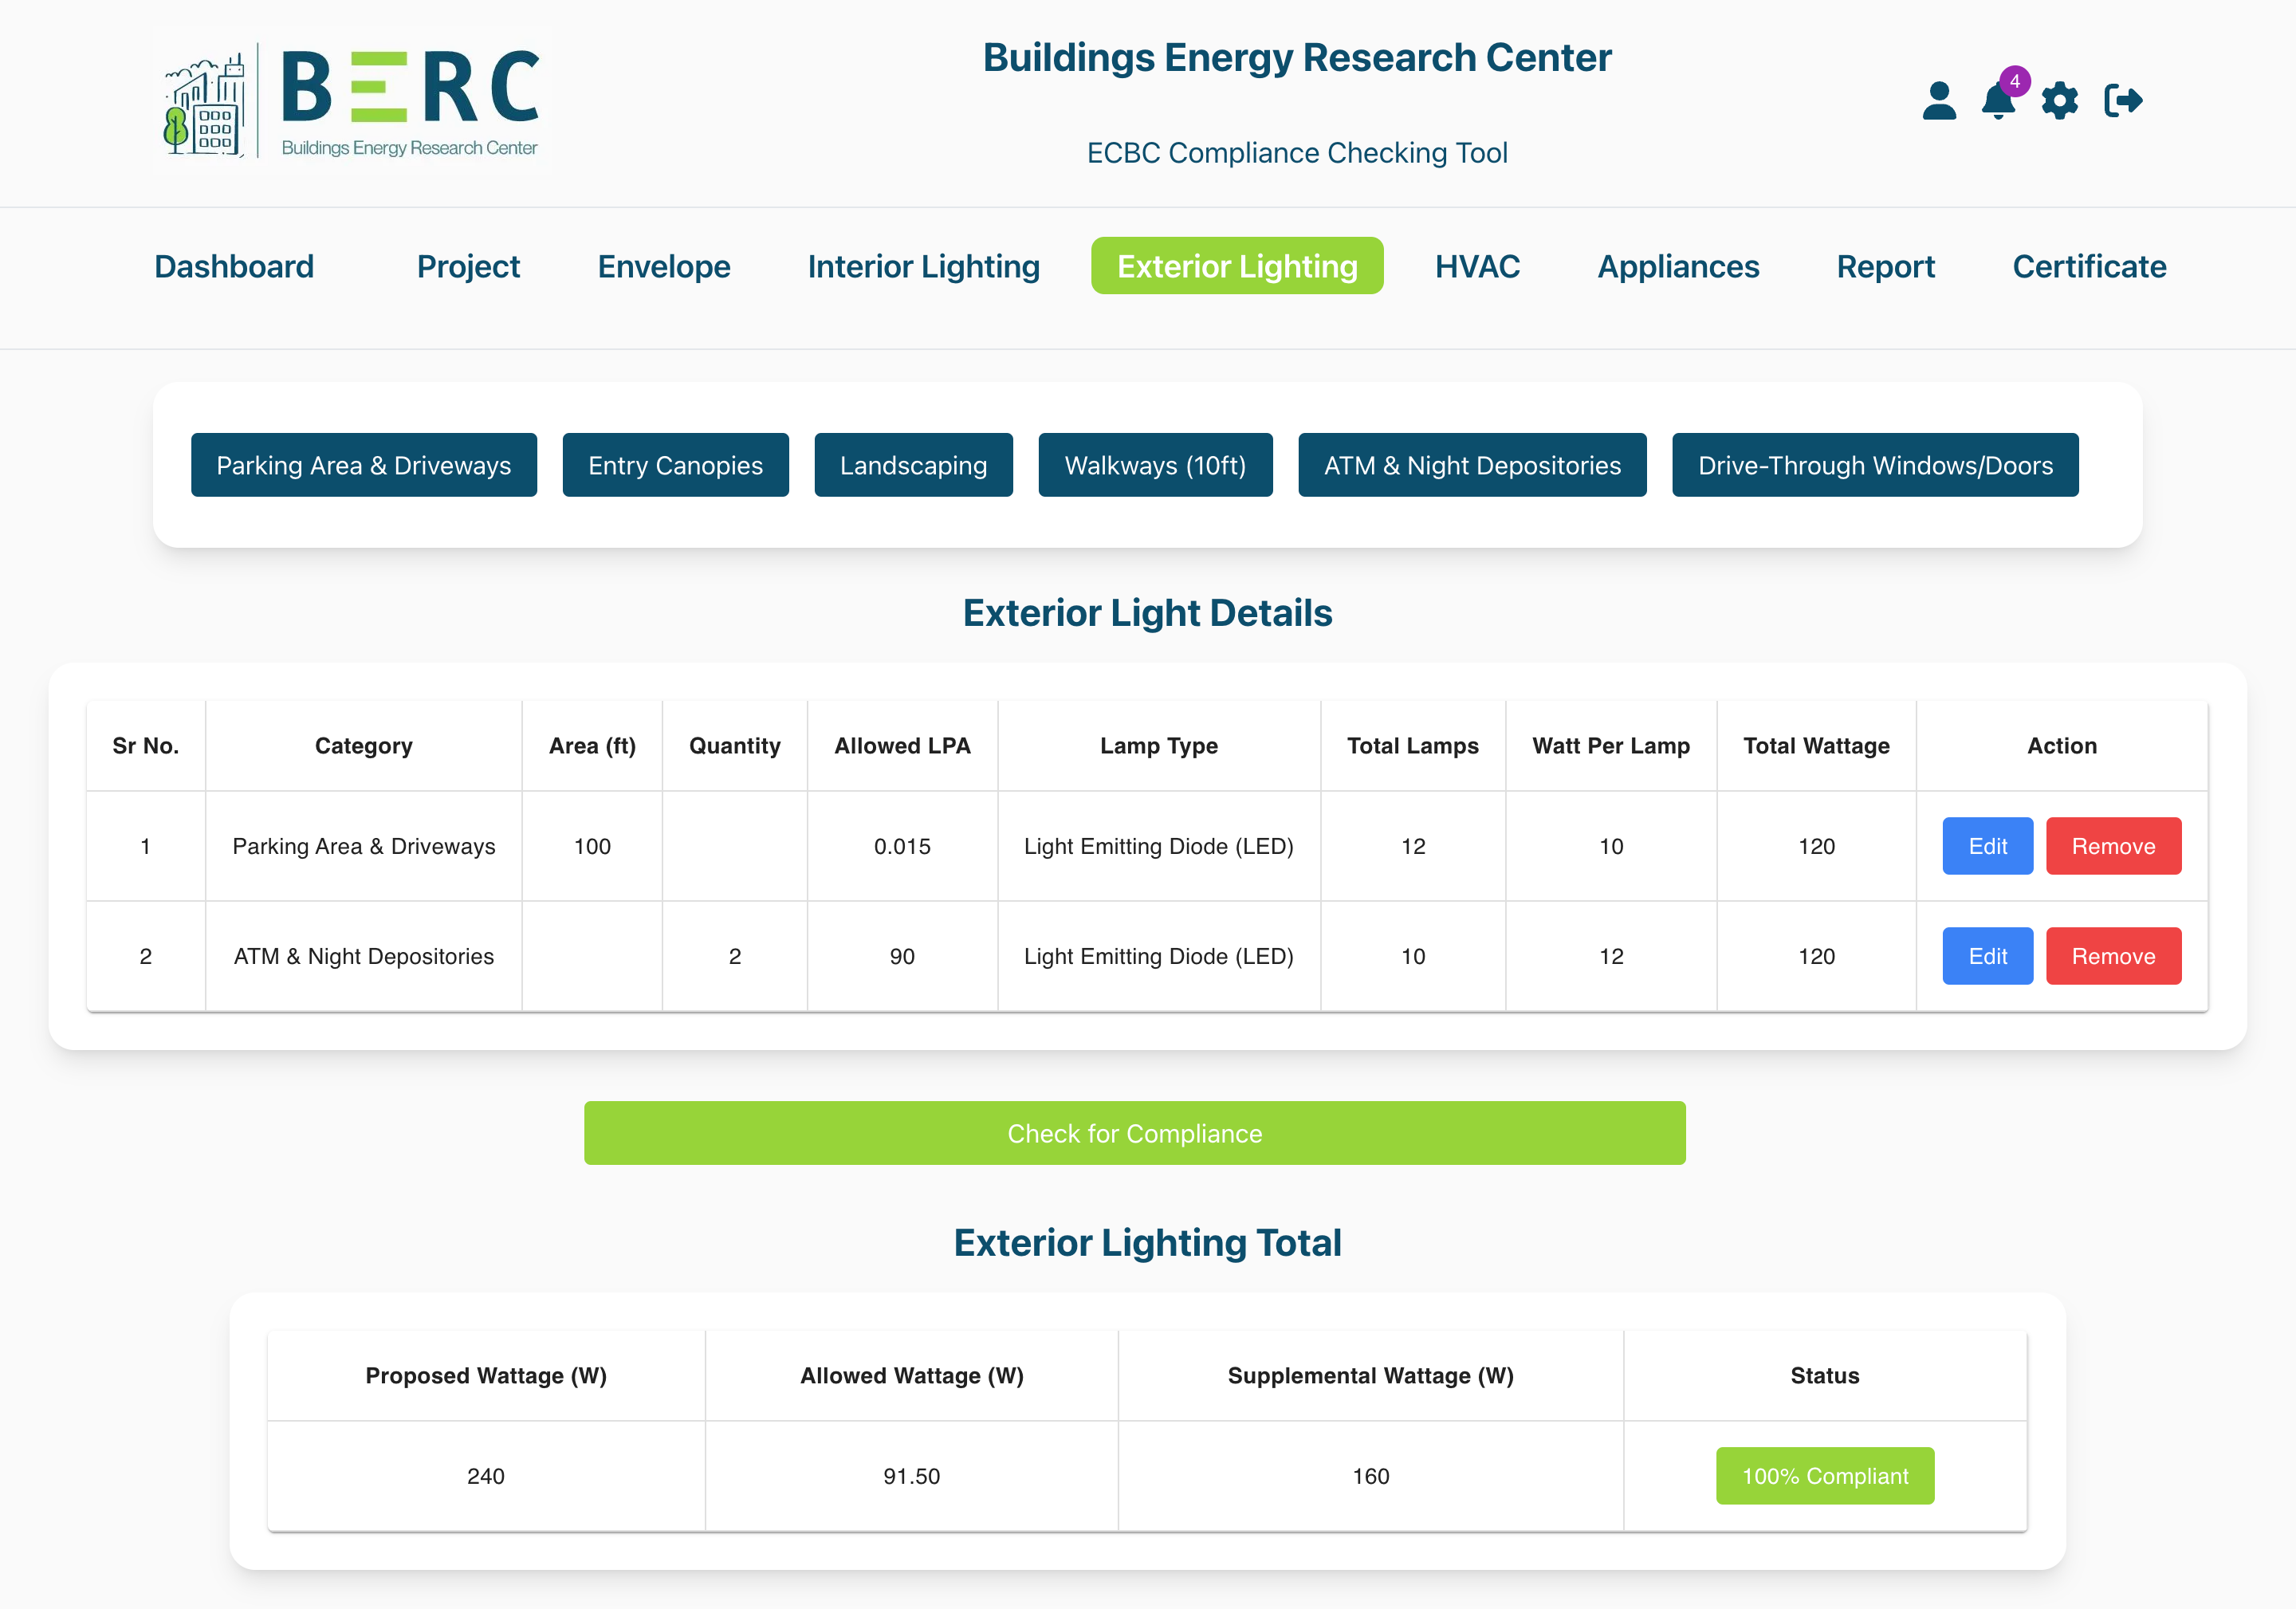 BERC
Buildings Energy Research Center
Buildings Energy Research Center
ECBC Compliance Checking Tool
4
Dashboard Project Envelope Interior Lighting Exterior Lighting HVAC Appliances Report Certificate
Parking Area & Driveways Entry Canopies Landscaping Walkways (10ft) ATM & Night Depositories Drive-Through Windows/Doors
Exterior Light Details
Sr No. Category Area (ft) Quantity Allowed LPA Lamp Type Total Lamps Watt Per Lamp Total Wattage Action
1 Parking Area & Driveways 100 0.015 Light Emitting Diode (LED) 12 10 120 Edit Remove
2 ATM & Night Depositories 2 90 Light Emitting Diode (LED) 10 12 120 Edit Remove
Check for Compliance
Exterior Lighting Total
Proposed Wattage (W) Allowed Wattage (W) Supplemental Wattage (W) Status
240 91.50 160 100% Compliant